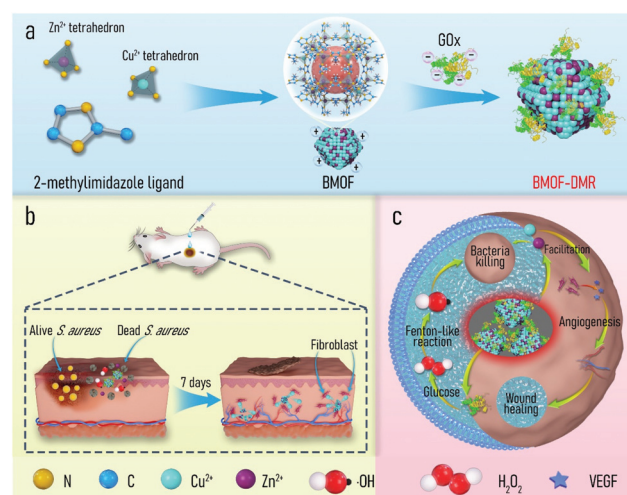 a
Zn²⁺ tetrahedron
Cu²⁺ tetrahedron
2-methylimidazole ligand
BMOF
GOx
BMOF-DMR
b
Alive S. aureus
Dead S. aureus
7 days
Fibroblast
c
Bacteria
killing
Facilitation
Angiogenesis
Fenton-like
reaction
Glucose
Wound
healing
N
C
Cu²⁺
Zn²⁺
·OH
H₂O₂
VEGF